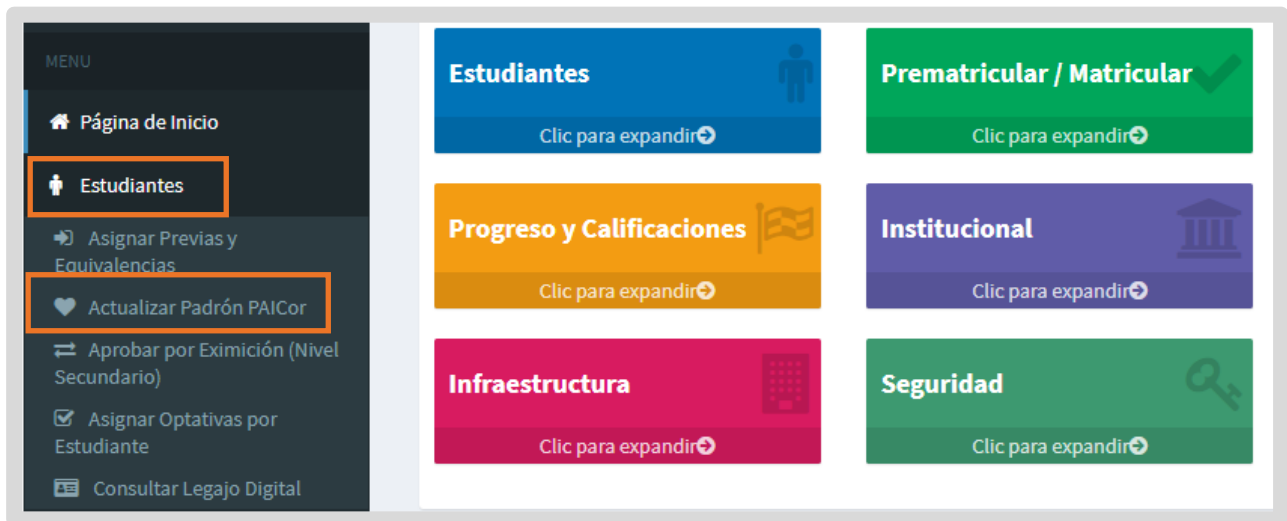 MENU
Página de Inicio
Estudiantes
Asignar Previas y
Equivalencias
Actualizar Padrón PAICor
Aprobar por Eximición (Nivel
Secundario)
Asignar Optativas por
Estudiante
Consultar Legajo Digital
Estudiantes
Clic para expandir
Prematricular / Matricular
Clic para expandir
Progreso y Calificaciones
Clic para expandir
Institucional
Clic para expandir
Infraestructura
Clic para expandir
Seguridad
Clic para expandir